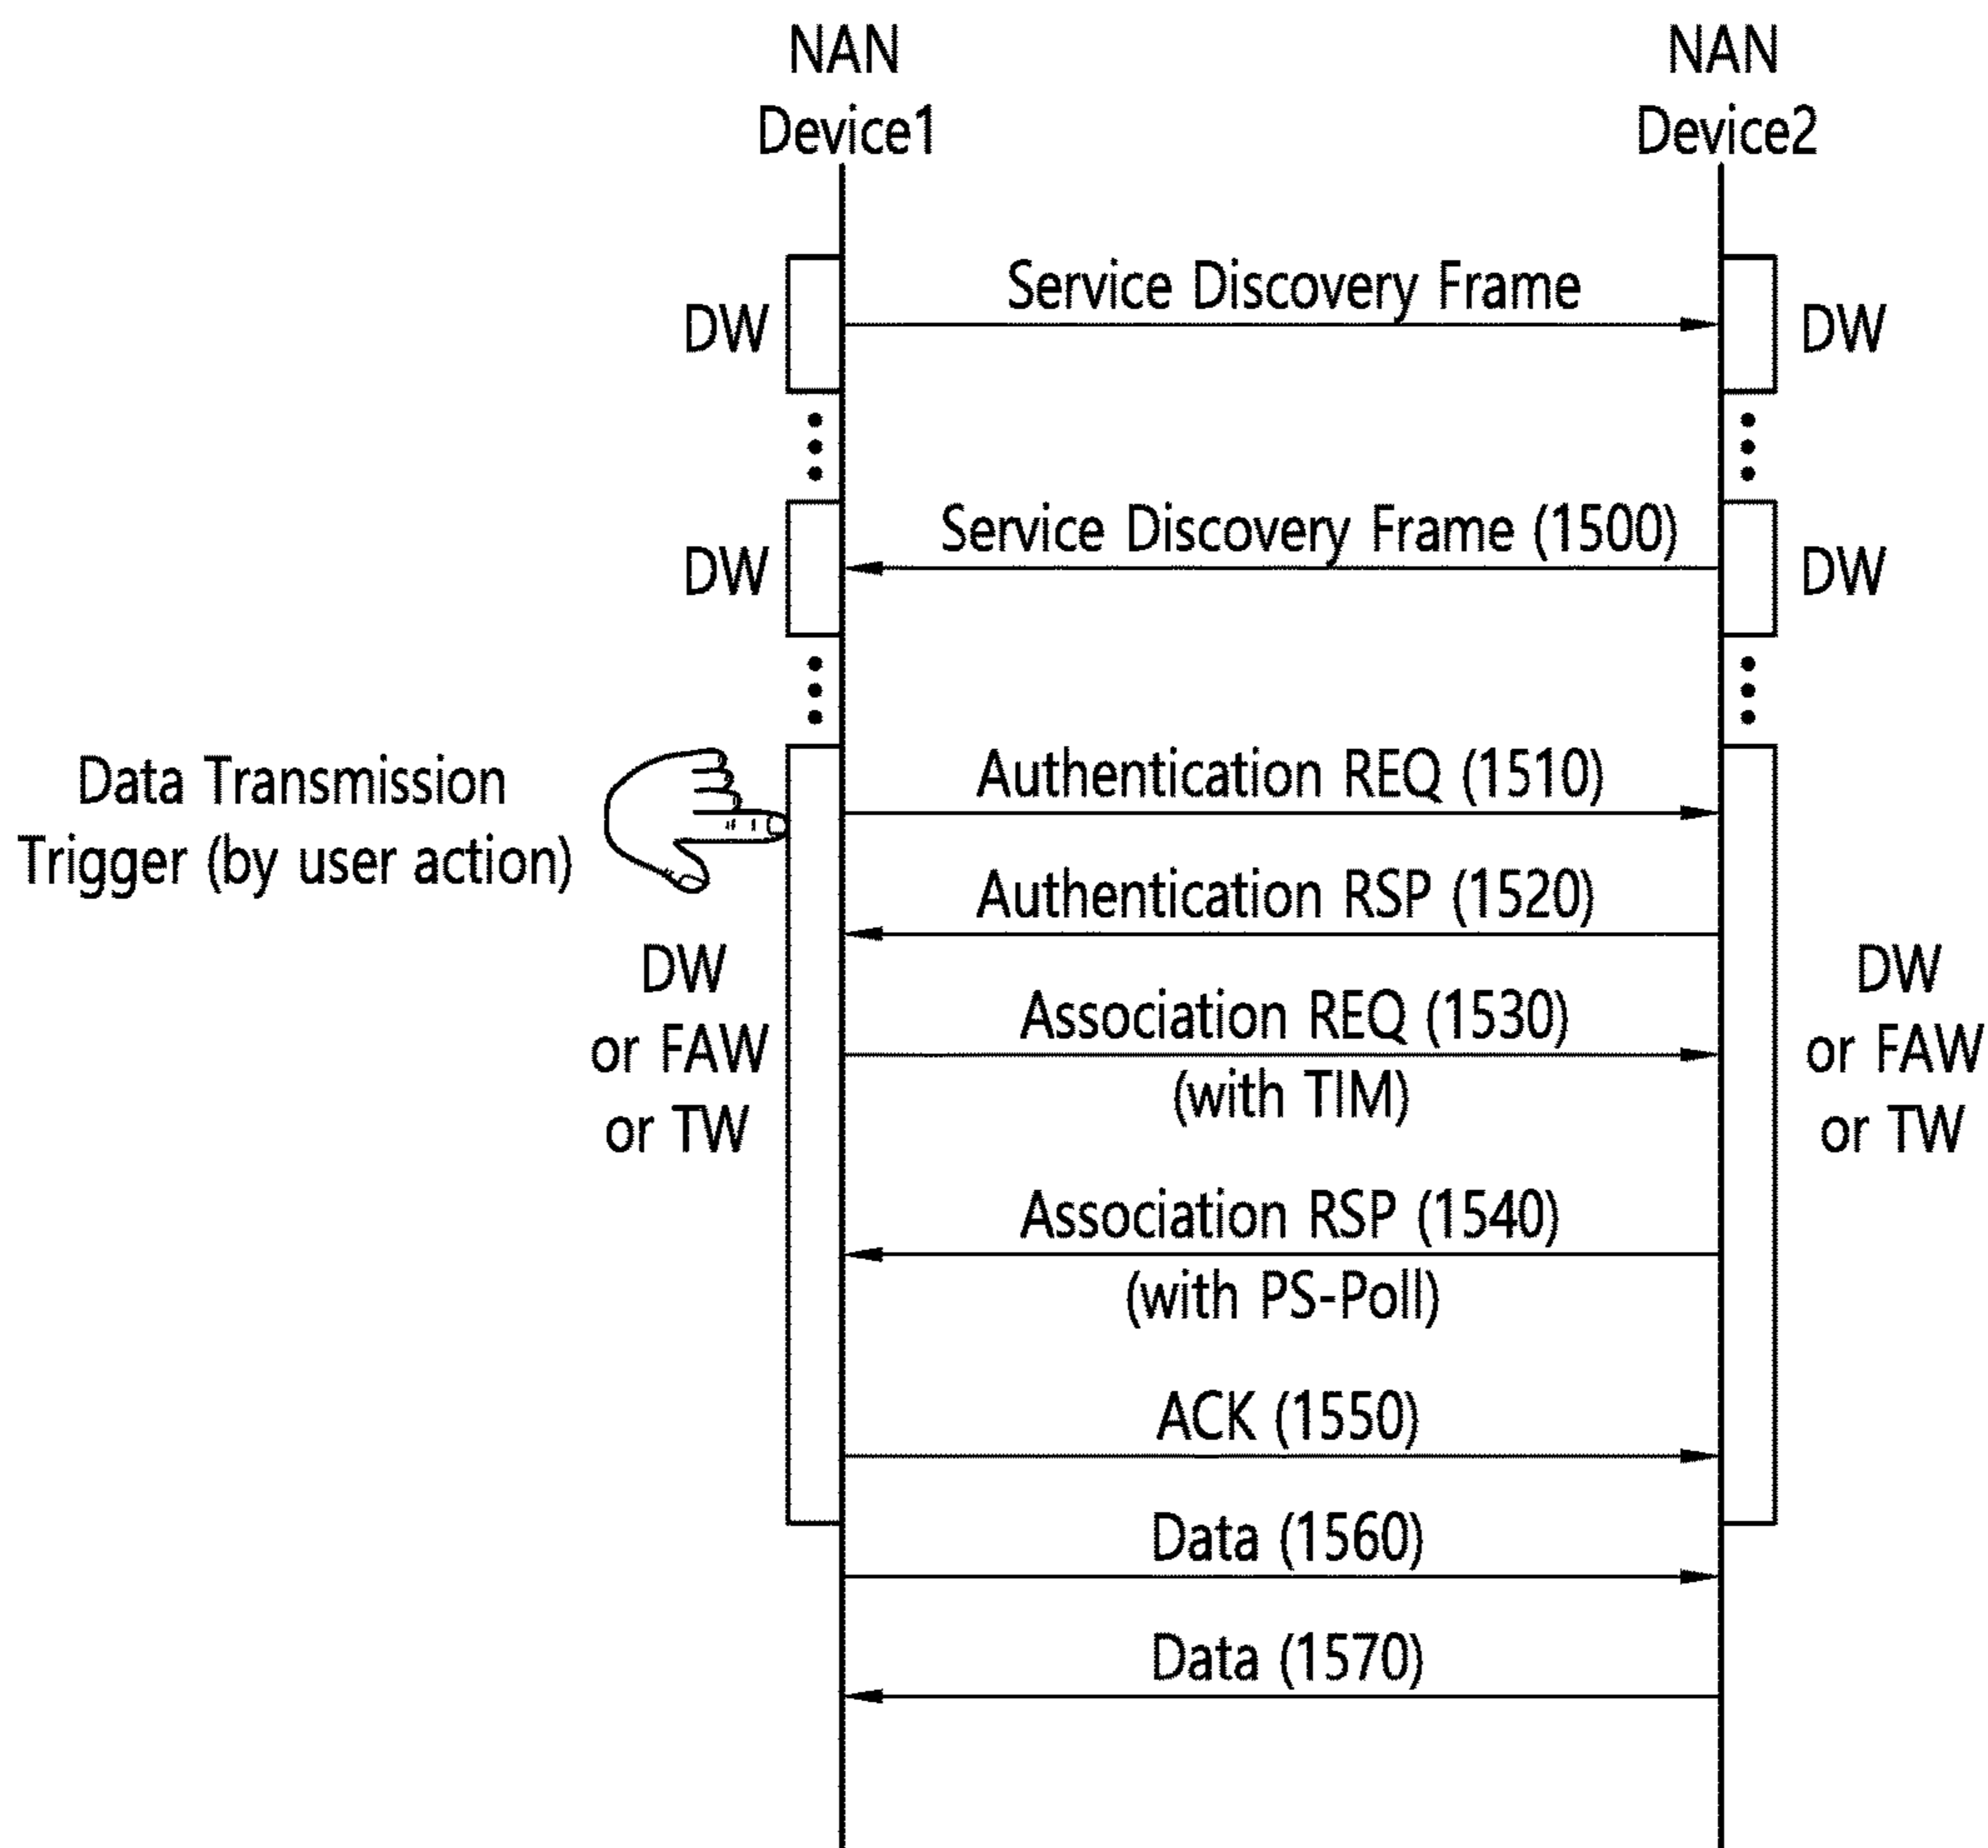 NAN
Device1
NAN
Device2
Service Discovery Frame
DW
DW
Service Discovery Frame (1500)
DW
DW
Data Transmission
Trigger (by user action)
Authentication REQ (1510)
Authentication RSP (1520)
DW
or FAW
or TW
DW
or FAW
or TW
Association REQ (1530)
(with TIM)
Association RSP (1540)
(with PS-Poll)
ACK (1550)
Data (1560)
Data (1570)